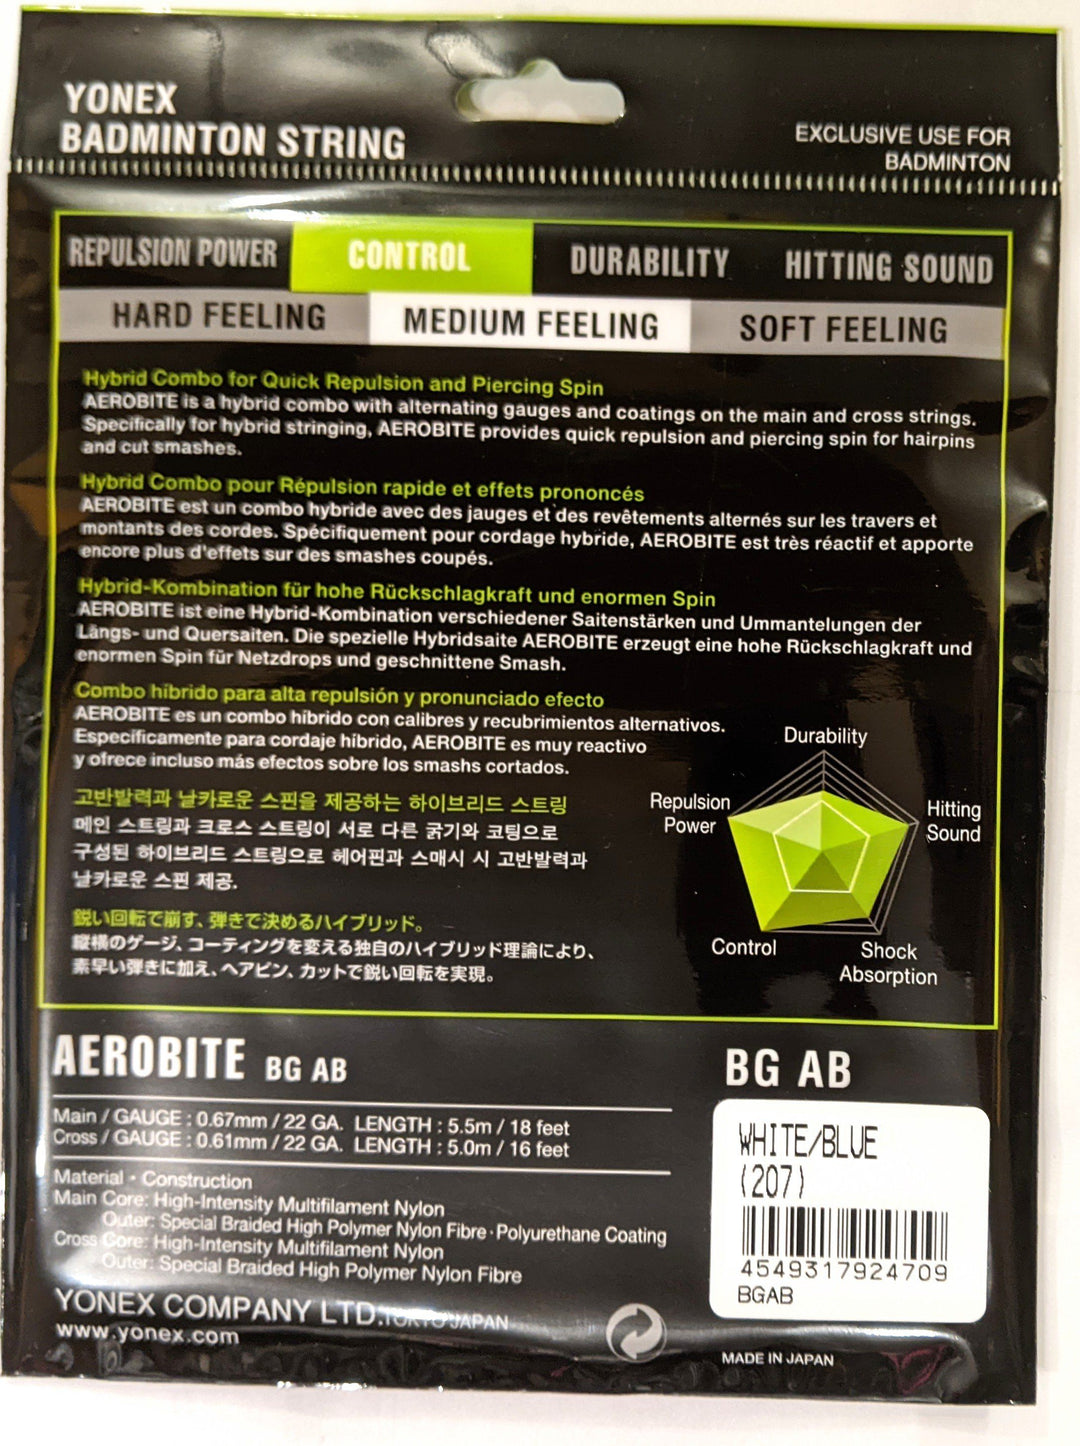 YONEX
BADMINTON STRING
EXCLUSIVE USE FOR
BADMINTON
REPULSION POWER
CONTROL
DURABILITY
HITTING SOUND
HARD FEELING
MEDIUM FEELING
SOFT FEELING
Hybrid Combo for Quick Repulsion and Piercing Spin
AEROBITE is a hybrid combo with alternating gauges and coatings on the main and cross strings.
Specifically for hybrid stringing, AEROBITE provides quick repulsion and piercing spin for hairpins
and cut smashes.
Hybrid Combo pour Répulsion rapide et effets prononcés
AEROBITE est un combo hybride avec des jauges et des revêtements alternés sur les travers et
montants des cordes. Spécifiquement pour cordage hybride, AEROBITE est très réactif et apporte
encore plus d'effets sur des smashes coupés.
Hybrid-Kombination für hohe Rückschlagkraft und enormen Spin
AEROBITE ist eine Hybrid-Kombination verschiedener Saitenstärken und Ummantelungen der
Längs- und Quersaiten. Die spezielle Hybridsaite AEROBITE erzeugt eine hohe Rückschlagkraft und
enormen Spin für Netzdrops und geschnittene Smash.
Combo híbrido para alta repulsión y pronunciado efecto
AEROBITE es un combo híbrido con calibres y recubrimientos alternativos.
Específicamente para cordaje híbrido, AEROBITE es muy reactivo
y ofrece incluso más efectos sobre los smashs cortados.
고반발력과 날카로운 스핀을 제공하는 하이브리드 스트링
메인 스트링과 크로스 스트링이 서로 다른 굵기와 코팅으로
구성된 하이브리드 스트링으로 헤어핀과 스매시 시 고반발력과
날카로운 스핀 제공.
鋭い回転で崩す、弾きで決めるハイブリッド。
縦横のゲージ、コーティングを変える独自のハイブリッド理論により、
素早い弾きに加え、ヘアピン、カットで鋭い回転を実現。
Durability
Repulsion
Power
Hitting
Sound
Control
Shock
Absorption
AEROBITE BG AB
Main / GAUGE : 0.67mm / 22 GA. LENGTH : 5.5m / 18 feet
Cross / GAUGE : 0.61mm / 22 GA. LENGTH : 5.0m / 16 feet
Material · Construction
Main Core: High-Intensity Multifilament Nylon
Outer: Special Braided High Polymer Nylon Fibre · Polyurethane Coating
Cross Core: High-Intensity Multifilament Nylon
Outer: Special Braided High Polymer Nylon Fibre
YONEX COMPANY LTD. TOKYO JAPAN
www.yonex.com
BG AB
WHITE/BLUE
(207)
4549317924709
BGAB
MADE IN JAPAN